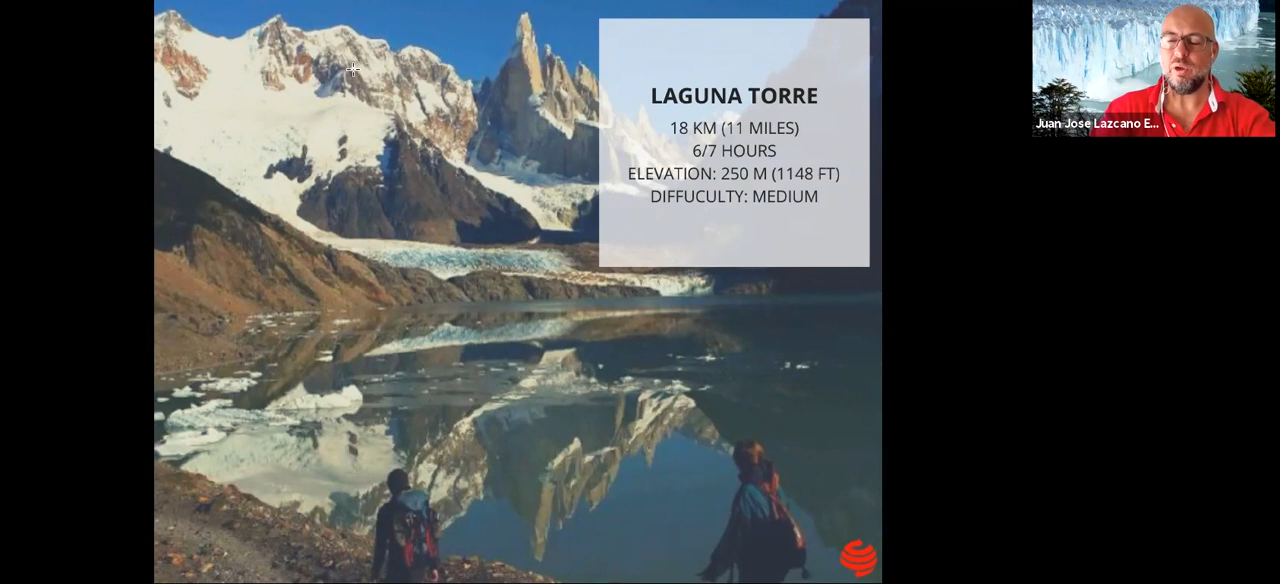 LAGUNA TORRE
18 KM (11 MILES)
6/7 HOURS
ELEVATION: 250 M (1148 FT)
DIFFUCULTY: MEDIUM
Juan Jose Lazcano E...